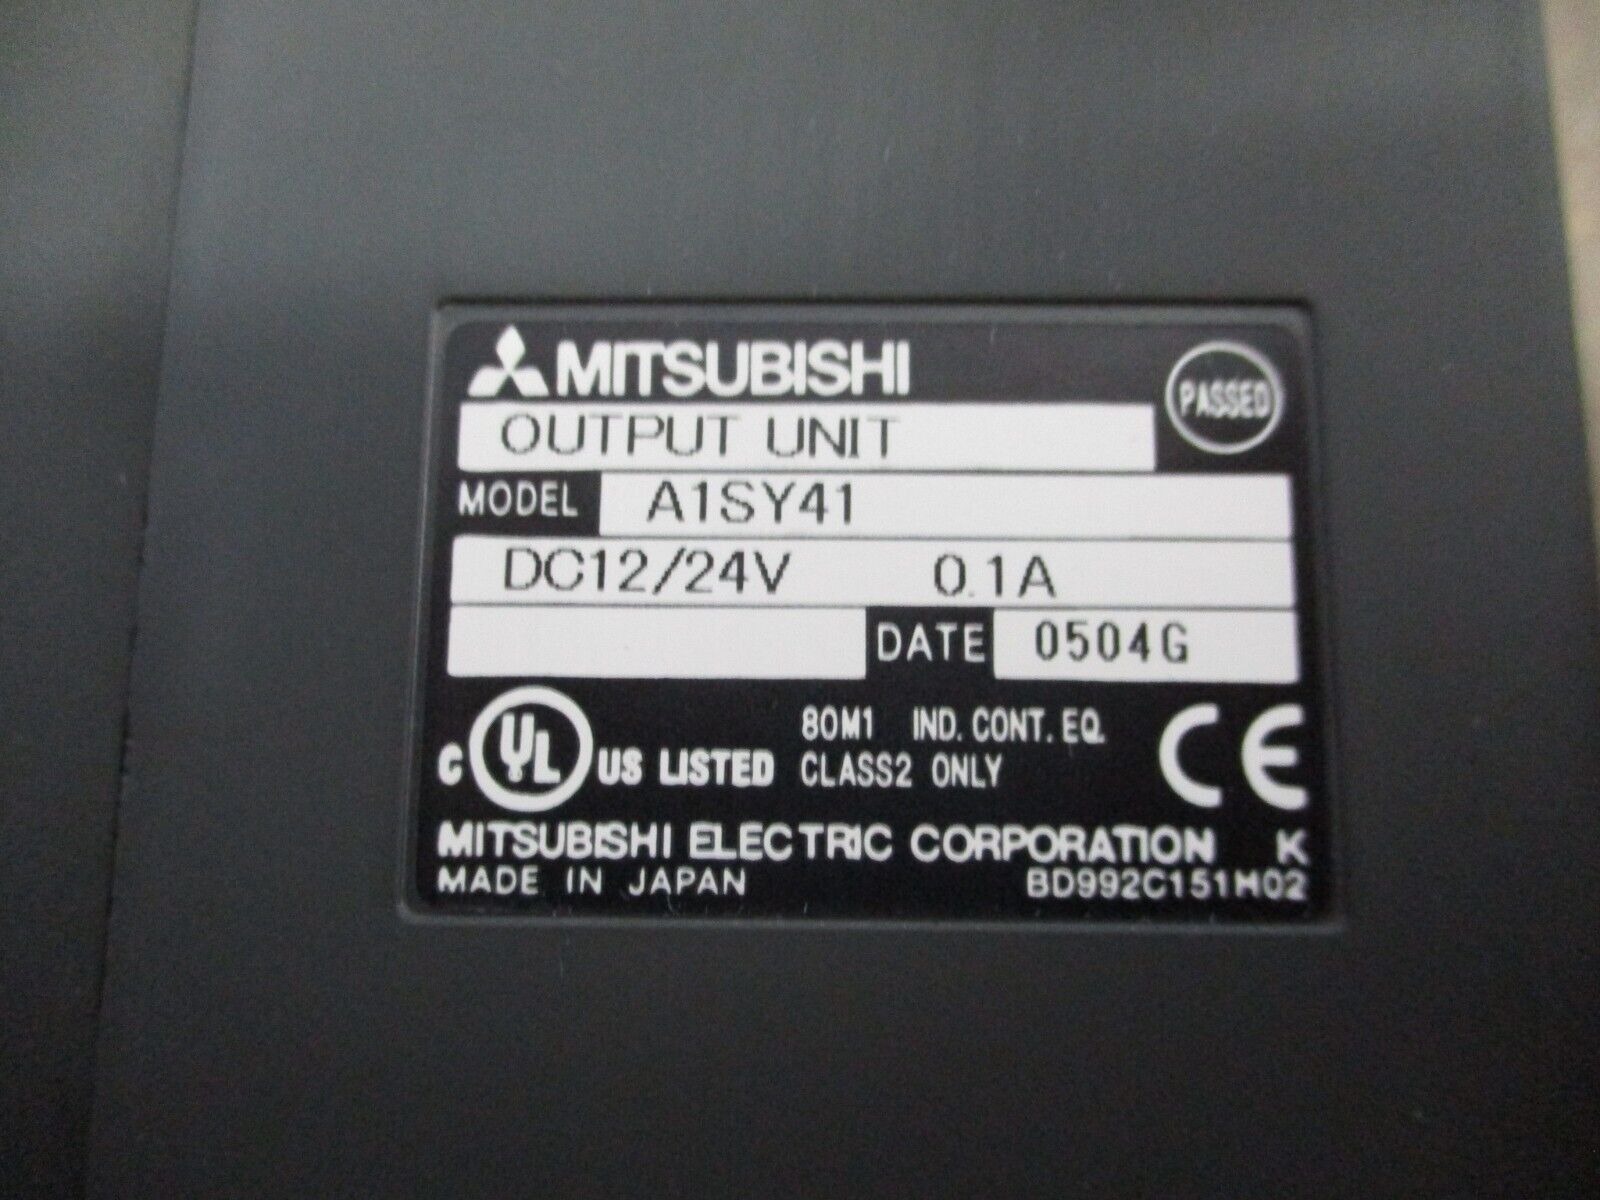 MITSUBISHI
PASSED
OUTPUT UNIT
MODEL A1SY41
DC12/24V 0.1A
DATE 0504G
C UL US LISTED 80M1 IND. CONT. EQ.
CLASS2 ONLY
CE
MITSUBISHI ELECTRIC CORPORATION K
MADE IN JAPAN BD992C151H02